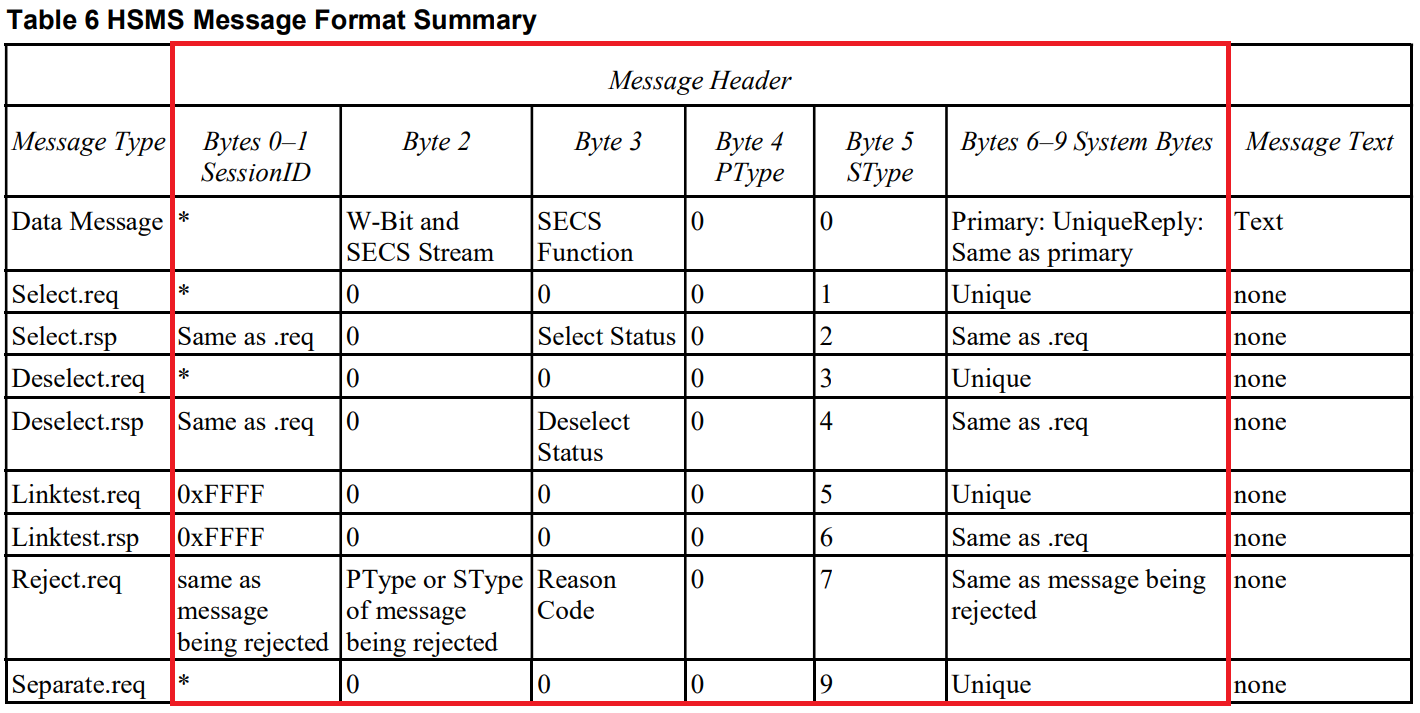 Table 6 HSMS Message Format Summary
Message Header
Message Type Bytes 0–1 SessionID Byte 2 Byte 3 Byte 4 PType Byte 5 SType Bytes 6–9 System Bytes Message Text
Data Message * W-Bit and SECS Stream SECS Function 0 0 Primary: UniqueReply: Same as primary Text
Select.req * 0 0 0 1 Unique none
Select.rsp Same as .req 0 Select Status 0 2 Same as .req none
Deselect.req * 0 0 0 3 Unique none
Deselect.rsp Same as .req 0 Deselect Status 0 4 Same as .req none
Linktest.req 0xFFFF 0 0 0 5 Unique none
Linktest.rsp 0xFFFF 0 0 0 6 Same as .req none
Reject.req same as message being rejected PType or SType of message being rejected Reason Code 0 7 Same as message being rejected none
Separate.req * 0 0 0 9 Unique none